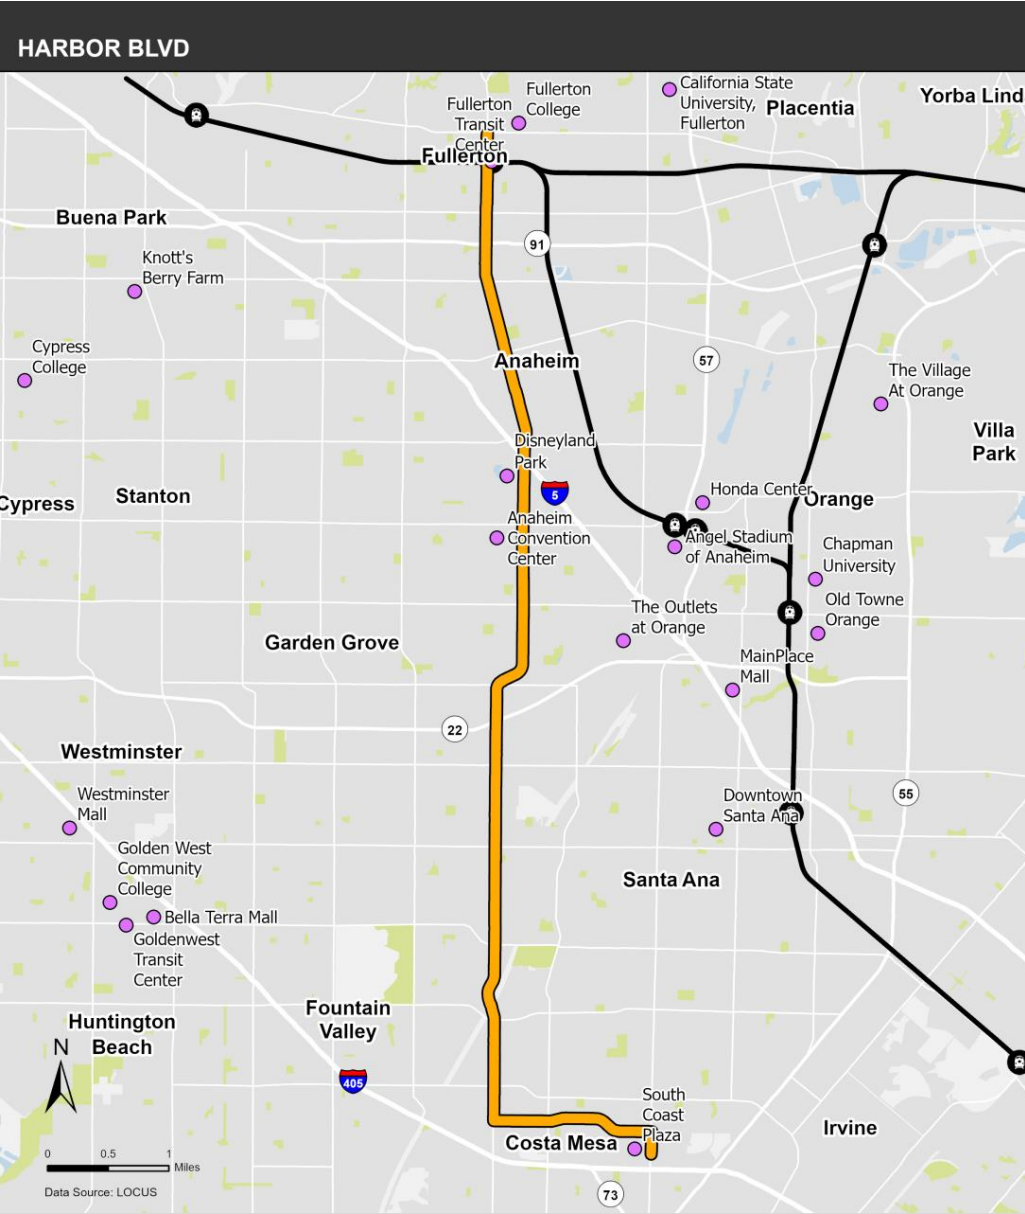 HARBOR BLVD
California State
University,
Fullerton
Fullerton
College
Fullerton
Transit
Center
Placentia
Yorba Lind
Fullerton
Buena Park
91
Knott's
Berry Farm
Cypress
College
Anaheim
57
The Village
At Orange
Villa
Park
Disneyland
Park
5
Honda Center
Orange
Stanton
Cypress
Anaheim
Convention
Center
Angel Stadium
of Anaheim
Chapman
University
Old Towne
Orange
The Outlets
at Orange
Garden Grove
MainPlace
Mall
22
Westminster
Westminster
Mall
55
Downtown
Santa Ana
Golden West
Community
College
Santa Ana
Bella Terra Mall
Goldenwest
Transit
Center
Fountain
Valley
Huntington
Beach
N
405
South
Coast
Plaza
Irvine
Costa Mesa
0 0.5 1
Miles
Data Source: LOCUS
73